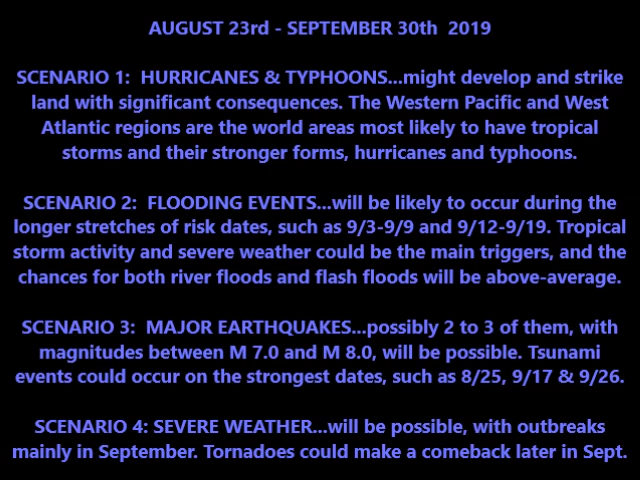 AUGUST 23rd - SEPTEMBER 30th  2019
SCENARIO 1:  HURRICANES & TYPHOONS...might develop and strike
land with significant consequences. The Western Pacific and West
Atlantic regions are the world areas most likely to have tropical
storms and their stronger forms, hurricanes and typhoons.
SCENARIO 2:  FLOODING EVENTS...will be likely to occur during the
longer stretches of risk dates, such as 9/3-9/9 and 9/12-9/19. Tropical
storm activity and severe weather could be the main triggers, and the
chances for both river floods and flash floods will be above-average.
SCENARIO 3:  MAJOR EARTHQUAKES...possibly 2 to 3 of them, with
magnitudes between M 7.0 and M 8.0, will be possible. Tsunami
events could occur on the strongest dates, such as 8/25, 9/17 & 9/26.
SCENARIO 4: SEVERE WEATHER...will be possible, with outbreaks
mainly in September. Tornadoes could make a comeback later in Sept.